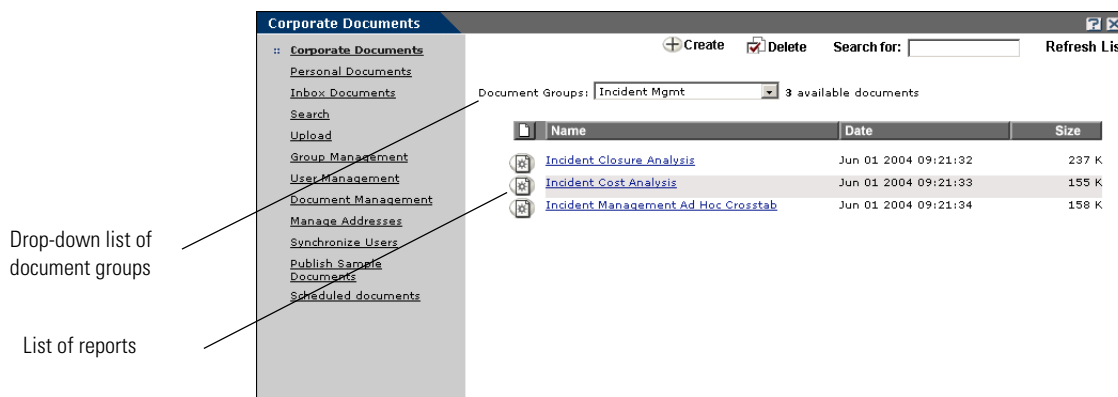 Corporate Documents
Create Delete Search for: Refresh Lis
:: Corporate Documents
Personal Documents
Inbox Documents
Search
Upload
Group Management
User Management
Document Management
Manage Addresses
Synchronize Users
Publish Sample
Documents
Scheduled documents
Document Groups: Incident Mgmt 3 available documents
Name Date Size
Incident Closure Analysis Jun 01 2004 09:21:32 237 K
Incident Cost Analysis Jun 01 2004 09:21:33 155 K
Incident Management Ad Hoc Crosstab Jun 01 2004 09:21:34 158 K
Drop-down list of
document groups
List of reports